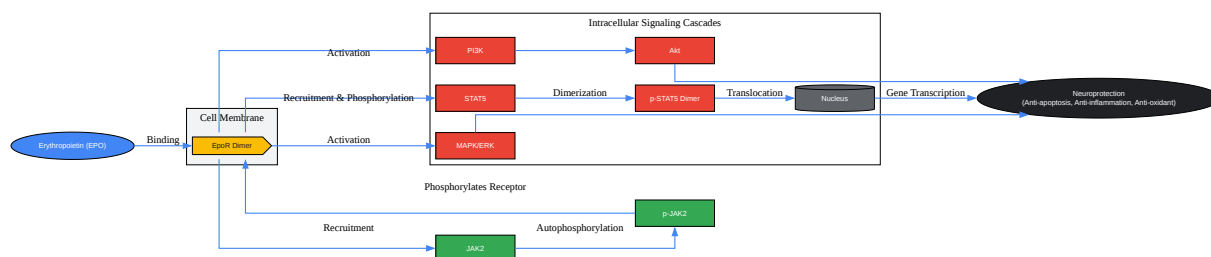 Intracellular Signaling Cascades
PI3K
Akt
Activation
STAT5
p-STAT5 Dimer
Nucleus
Recruitment & Phosphorylation
Dimerization
Translocation
Gene Transcription
Neuroprotection
(Anti-apoptosis, Anti-inflammation, Anti-oxidant)
Cell Membrane
Erythropoietin (EPO)
Binding
EpoR Dimer
Activation
MAPK/ERK
Phosphorylates Receptor
p-JAK2
Recruitment
Autophosphorylation
JAK2